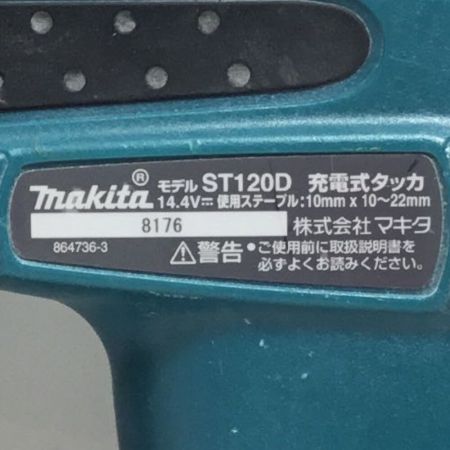 makita® モデル ST120D 充電式タッカ
14.4V⎓使用ステープル:10mm x 10~22mm
8176 株式会社 マキタ
864736-3 ⚠警告●ご使用前に取扱説明書を
必ずよくお読みください。